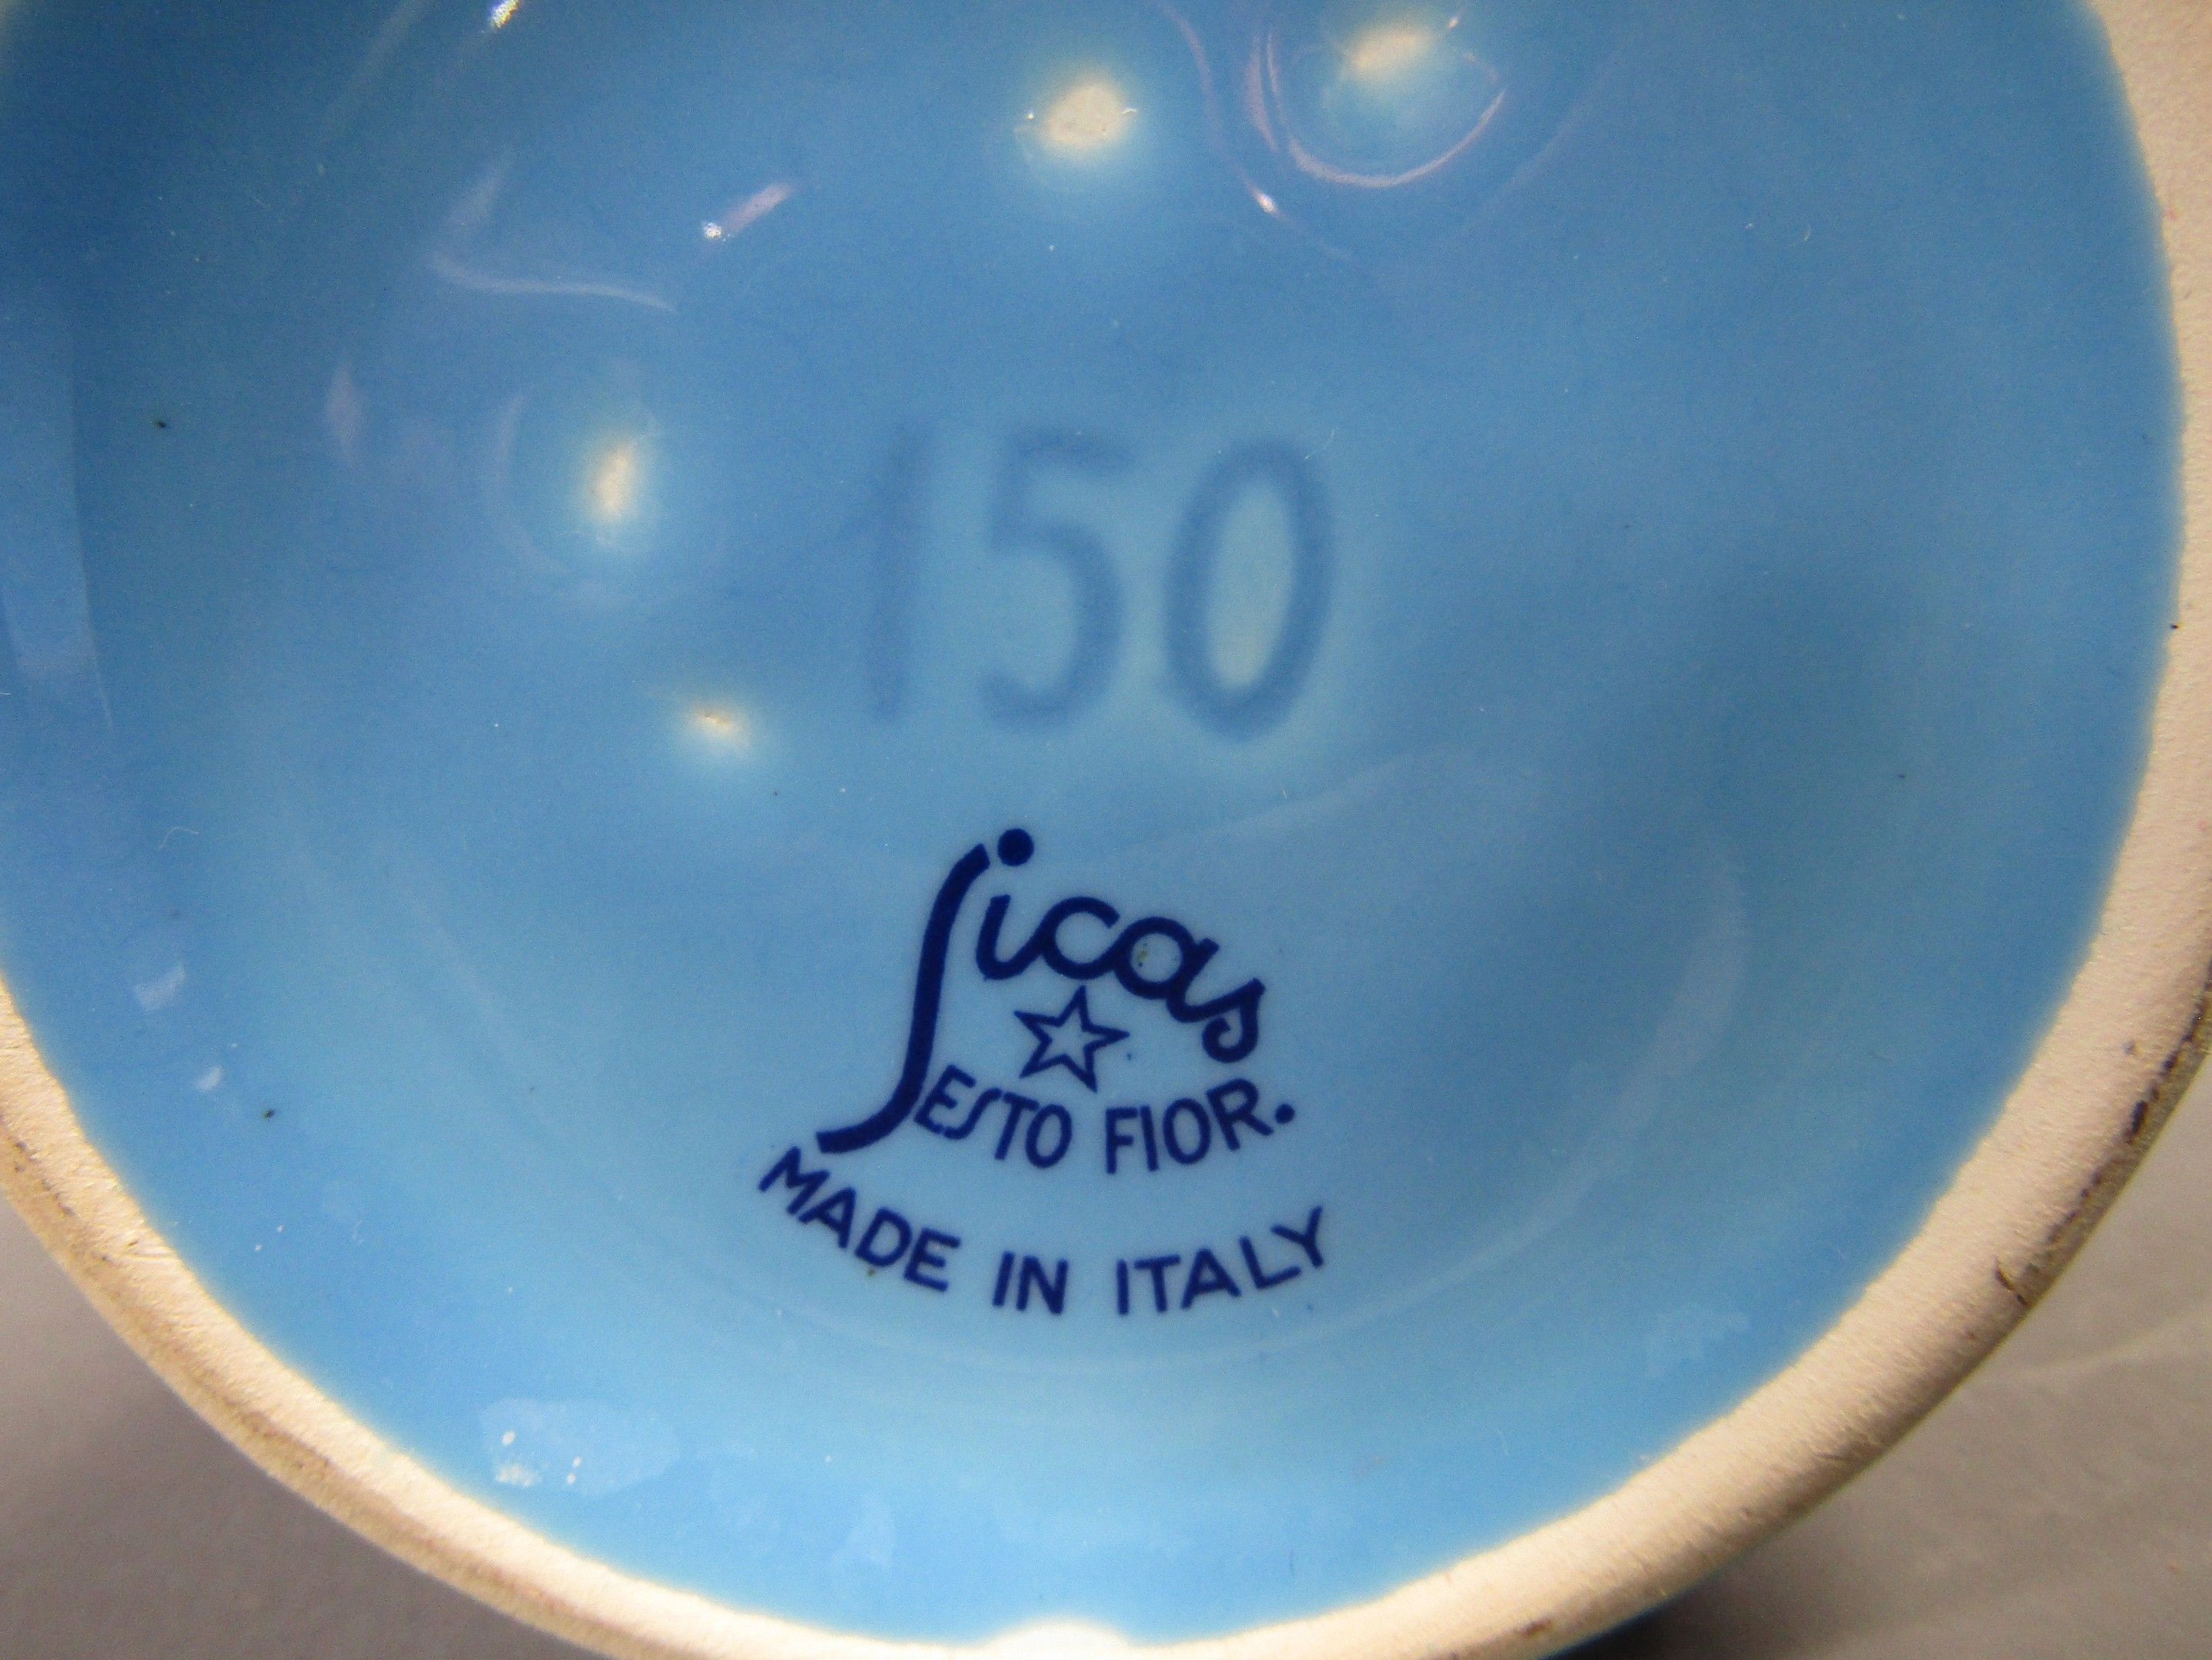 150
Sicas
SESTO FIOR.
MADE IN ITALY